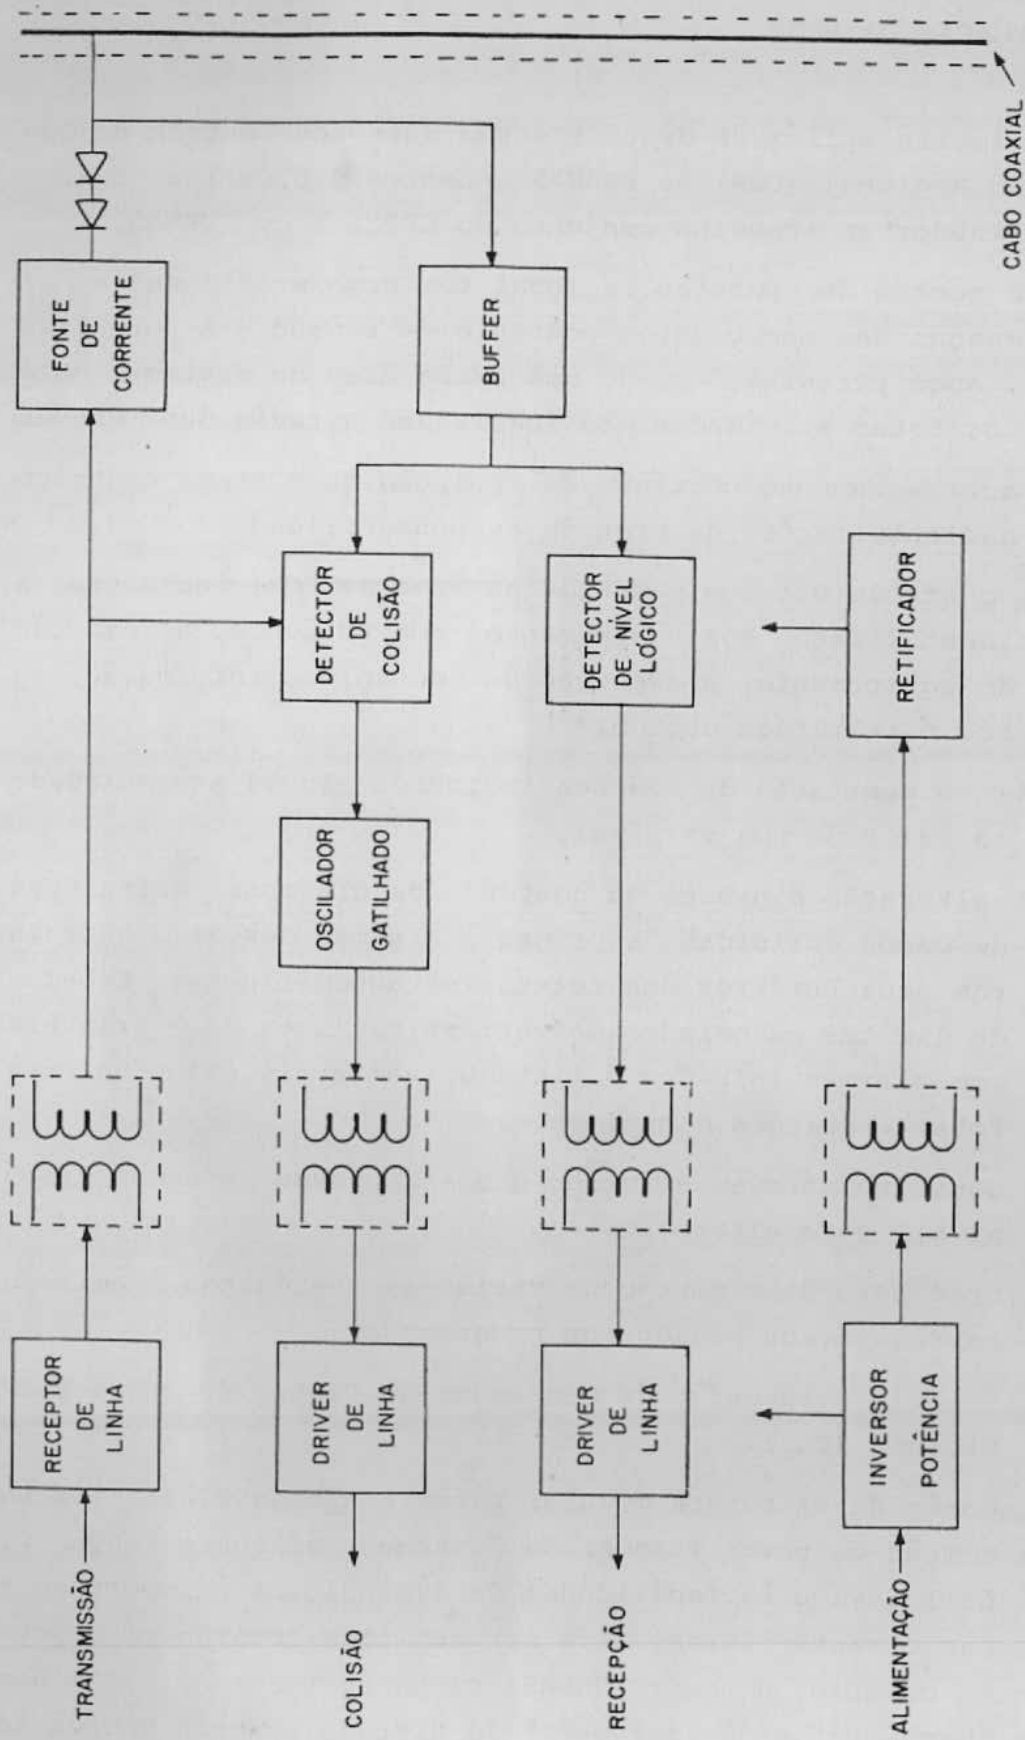 TRANSMISSÃO
RECEPTOR
DE
LINHA
FONTE
DE
CORRENTE
COLISÃO
DRIVER
DE
LINHA
OSCILADOR
GATILHADO
DETECTOR
DE
COLISÃO
BUFFER
RECEPÇÃO
DRIVER
DE
LINHA
DETECTOR
DE NÍVEL
LÓGICO
ALIMENTAÇÃO
INVERSOR
POTÊNCIA
RETIFICADOR
CABO COAXIAL